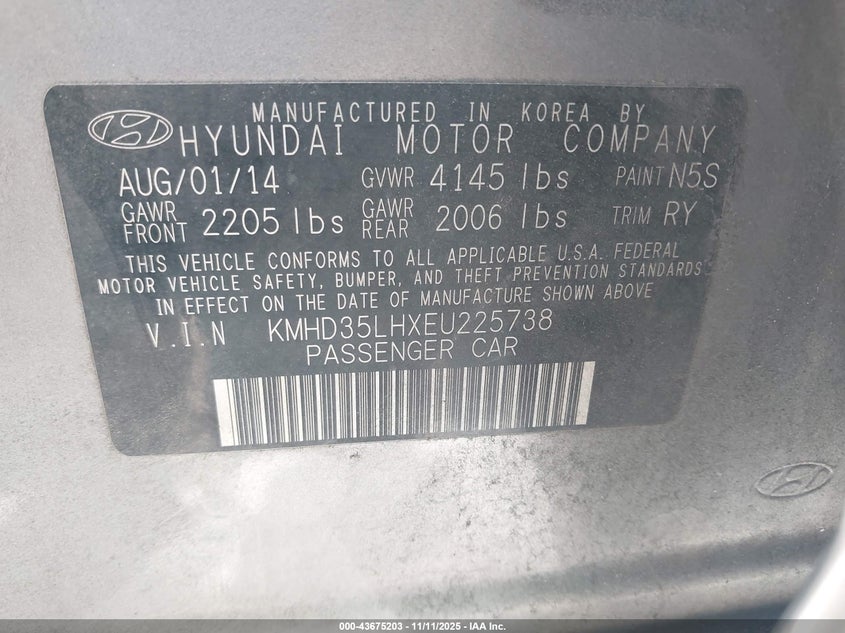 MANUFACTURED IN KOREA BY
HYUNDAI MOTOR COMPANY
AUG/01/14 GVWR 4145 lbs PAINT N5S
GAWR FRONT 2205 lbs GAWR REAR 2006 lbs TRIM RY
THIS VEHICLE CONFORMS TO ALL APPLICABLE U.S.A. FEDERAL
MOTOR VEHICLE SAFETY, BUMPER, AND THEFT PREVENTION STANDARDS
IN EFFECT ON THE DATE OF MANUFACTURE SHOWN ABOVE
V.I.N KMHD35LHXEU225738
PASSENGER CAR
000-43675203 - 11/11/2025 - IAA Inc.